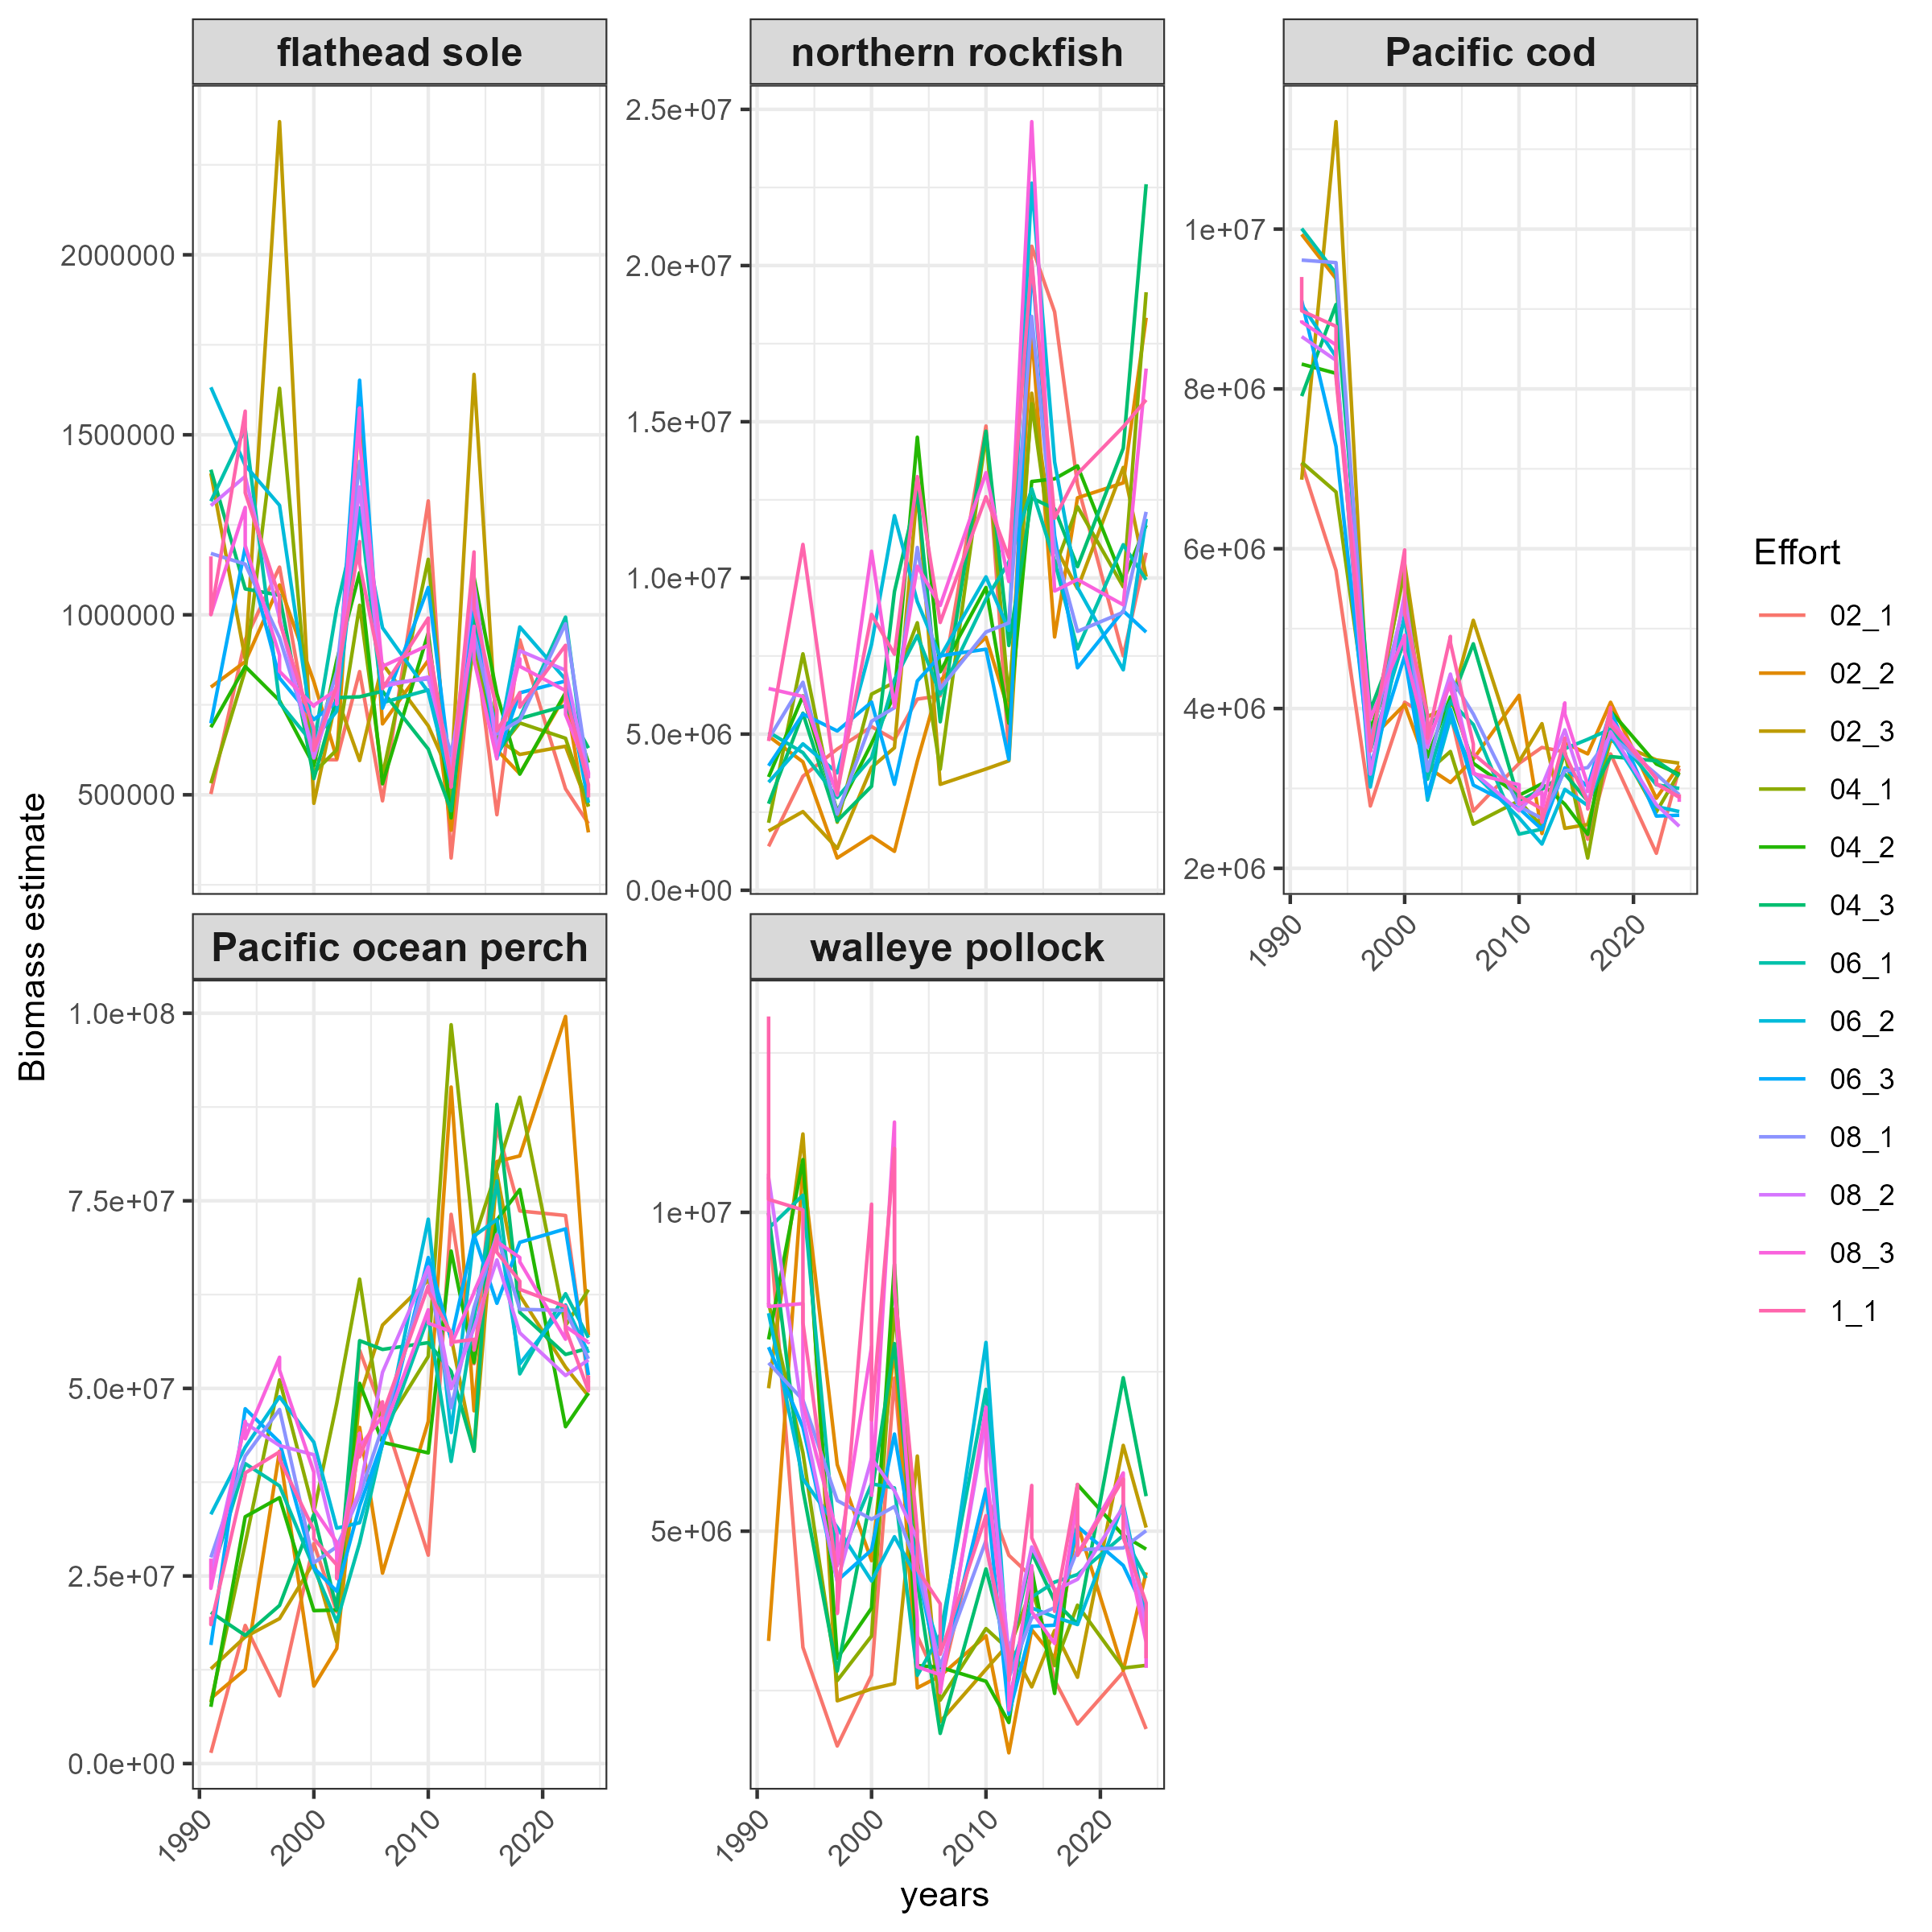 flathead sole
northern rockfish
Pacific cod
2000000
1500000
1000000
500000
2.5e+07
2.0e+07
1.5e+07
1.0e+07
5.0e+06
0.0e+00
1e+07
8e+06
6e+06
4e+06
2e+06
1990
2000
2010
2020
Pacific ocean perch
walleye pollock
1.0e+08
7.5e+07
5.0e+07
2.5e+07
0.0e+00
1e+07
5e+06
1990
2000
2010
2020
1990
2000
2010
2020
Biomass estimate
years
Effort
02_1
02_2
02_3
04_1
04_2
04_3
06_1
06_2
06_3
08_1
08_2
08_3
1_1